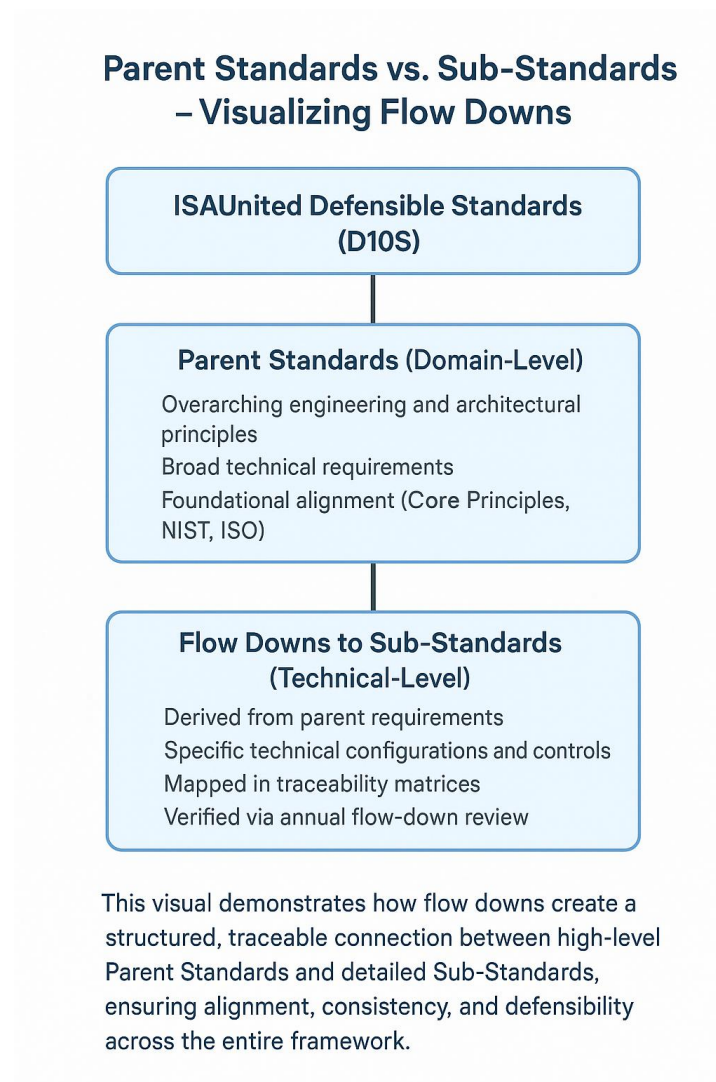 Parent Standards vs. Sub-Standards
– Visualizing Flow Downs
ISAUnited Defensible Standards
(D10S)
Parent Standards (Domain-Level)
Overarching engineering and architectural
principles
Broad technical requirements
Foundational alignment (Core Principles,
NIST, ISO)
Flow Downs to Sub-Standards
(Technical-Level)
Derived from parent requirements
Specific technical configurations and controls
Mapped in traceability matrices
Verified via annual flow-down review
This visual demonstrates how flow downs create a
structured, traceable connection between high-level
Parent Standards and detailed Sub-Standards,
ensuring alignment, consistency, and defensibility
across the entire framework.